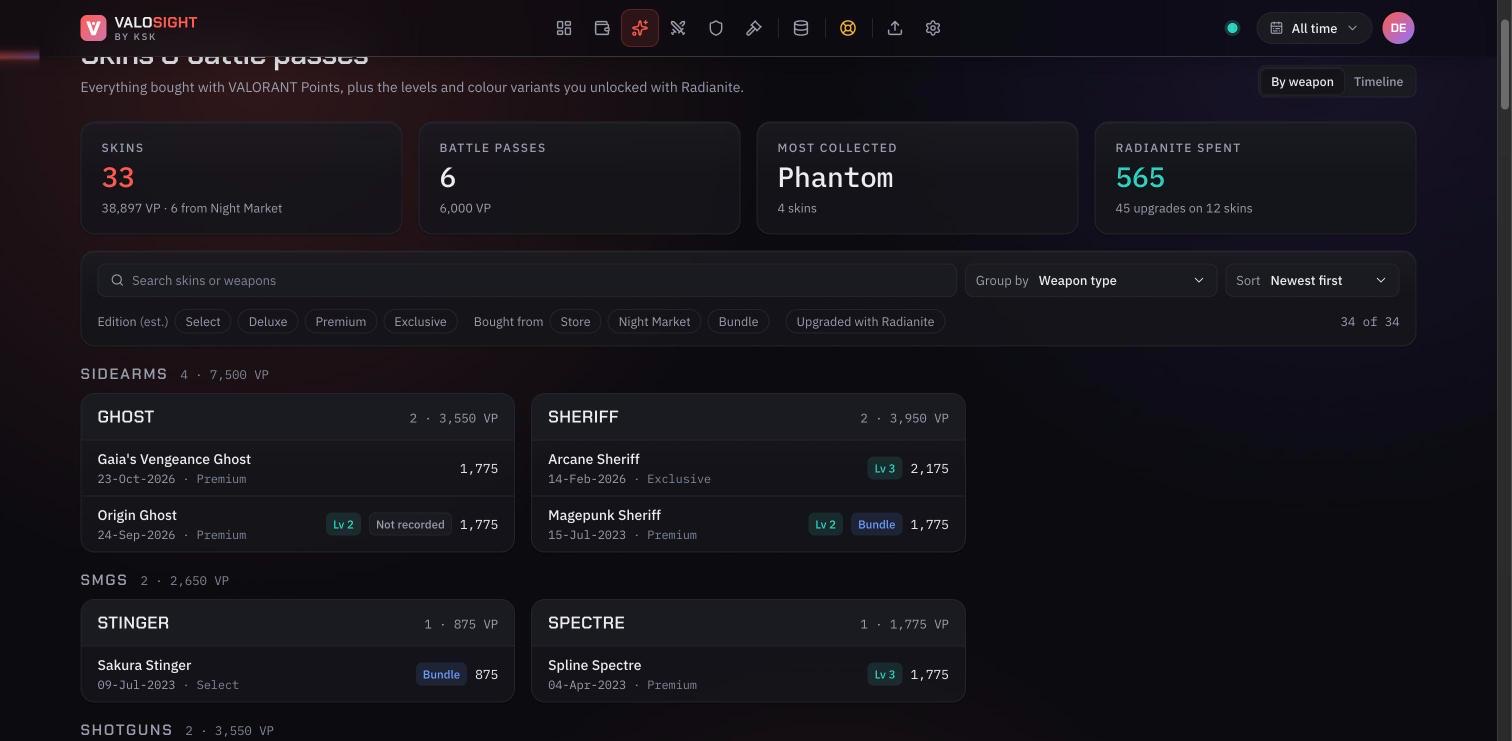 VALOSIGHT
BY KSK
All time
DE
Skins & battle passes
Everything bought with VALORANT Points, plus the levels and colour variants you unlocked with Radianite.
By weapon Timeline
SKINS
33
38,897 VP · 6 from Night Market
BATTLE PASSES
6
6,000 VP
MOST COLLECTED
Phantom
4 skins
RADIANITE SPENT
565
45 upgrades on 12 skins
Search skins or weapons
Group by Weapon type
Sort Newest first
Edition (est.) Select Deluxe Premium Exclusive Bought from Store Night Market Bundle Upgraded with Radianite 34 of 34
SIDEARMS 4 · 7,500 VP
GHOST 2 · 3,550 VP
Gaia's Vengeance Ghost 1,775
23-Oct-2026 · Premium
Origin Ghost Lv 2 Not recorded 1,775
24-Sep-2026 · Premium
SHERIFF 2 · 3,950 VP
Arcane Sheriff Lv 3 2,175
14-Feb-2026 · Exclusive
Magepunk Sheriff Lv 2 Bundle 1,775
15-Jul-2023 · Premium
SMGS 2 · 2,650 VP
STINGER 1 · 875 VP
Sakura Stinger Bundle 875
09-Jul-2023 · Select
SPECTRE 1 · 1,775 VP
Spline Spectre Lv 3 1,775
04-Apr-2023 · Premium
SHOTGUNS 2 · 3,550 VP